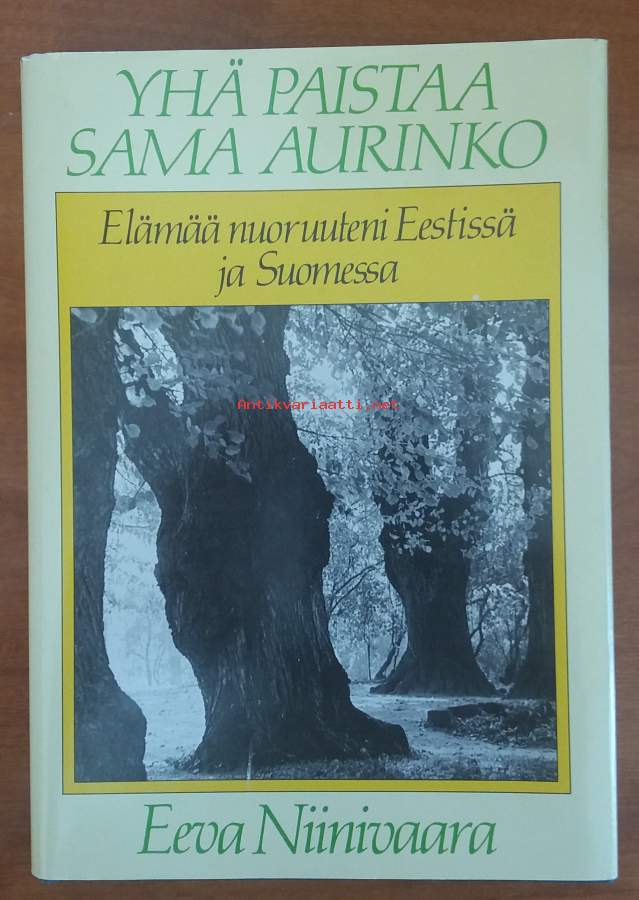 YHÄ PAISTAA
SAMA AURINKO
Elämää nuoruuteni Eestissä
ja Suomessa
Antikvariaatti.net
Eeva Niinivaara